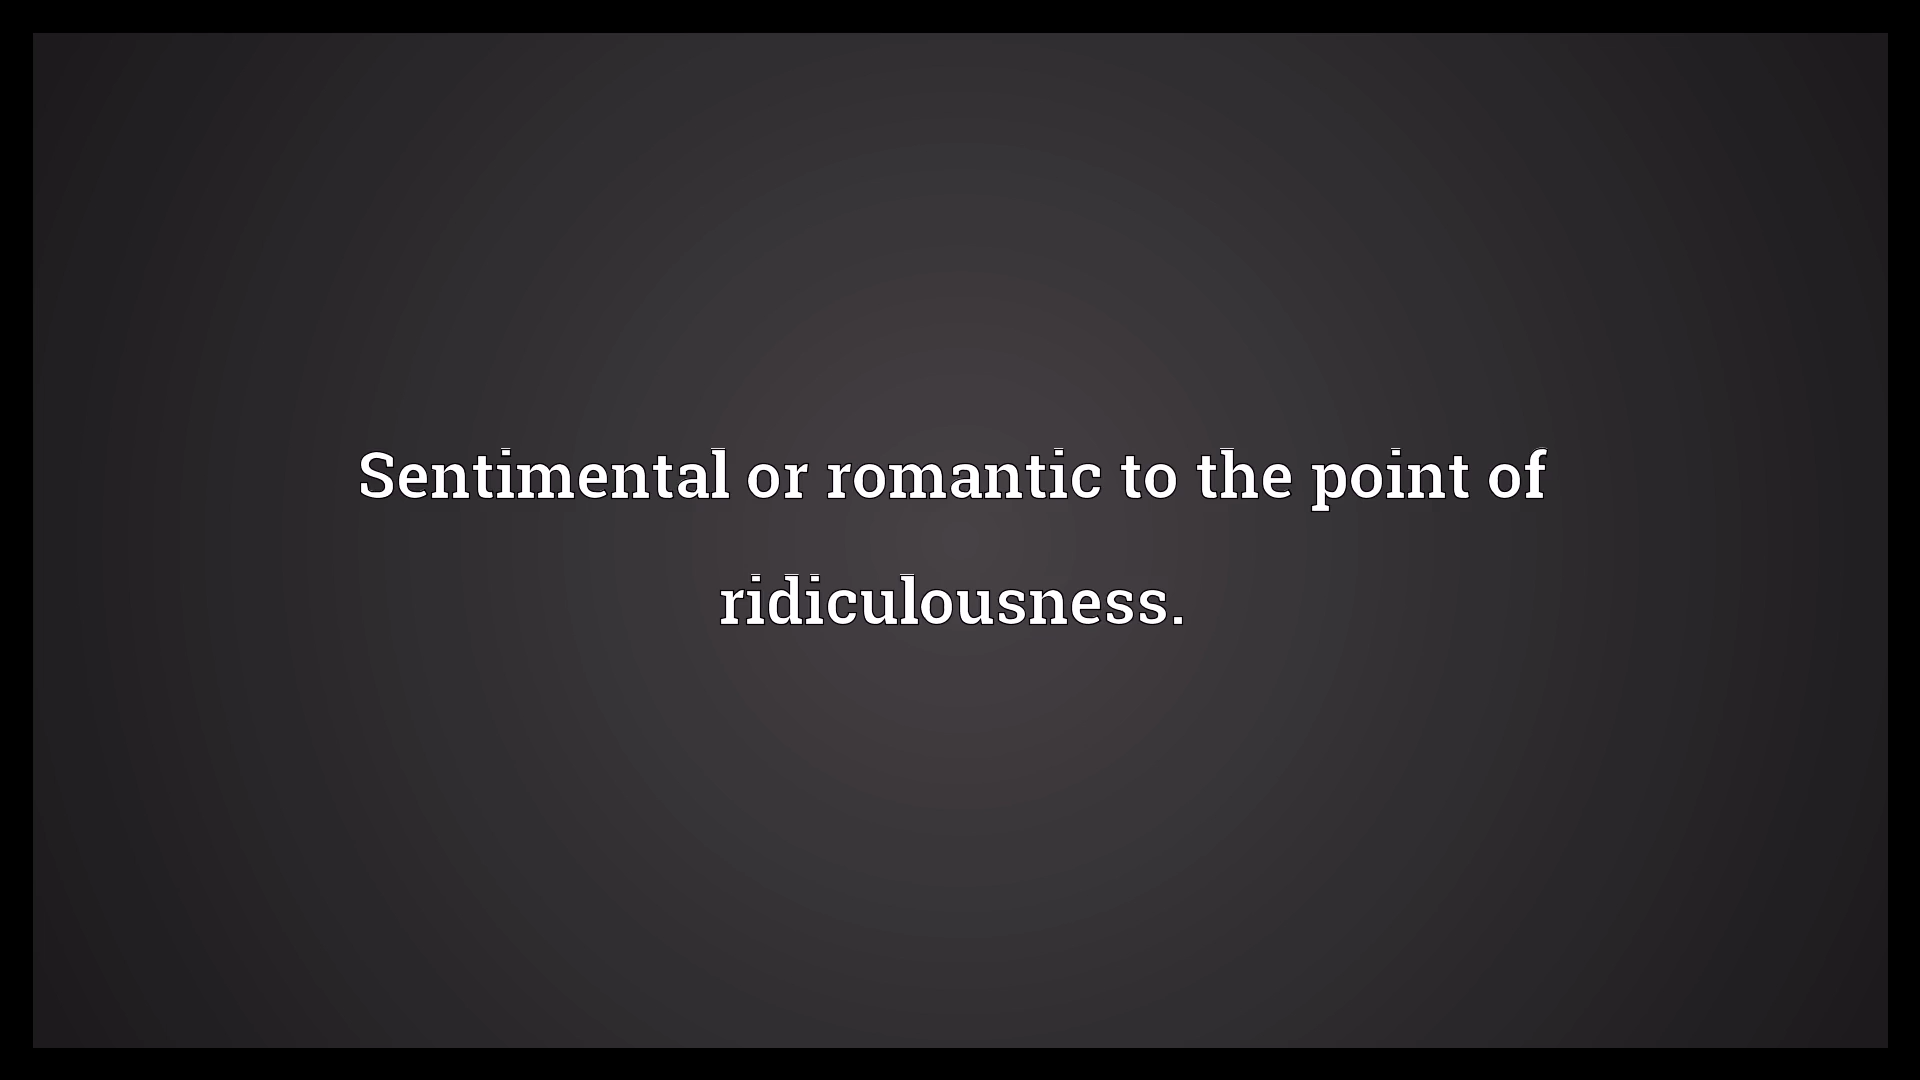 Sentimental or romantic to the point of
ridiculousness.